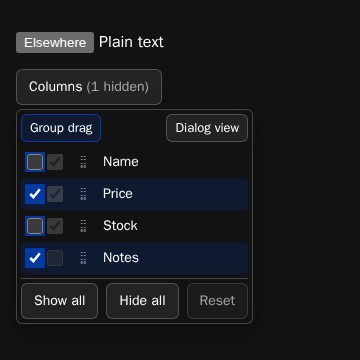 Elsewhere Plain text
Columns (1 hidden)
Group drag Dialog view
Name
Price
Stock
Notes
Show all Hide all Reset